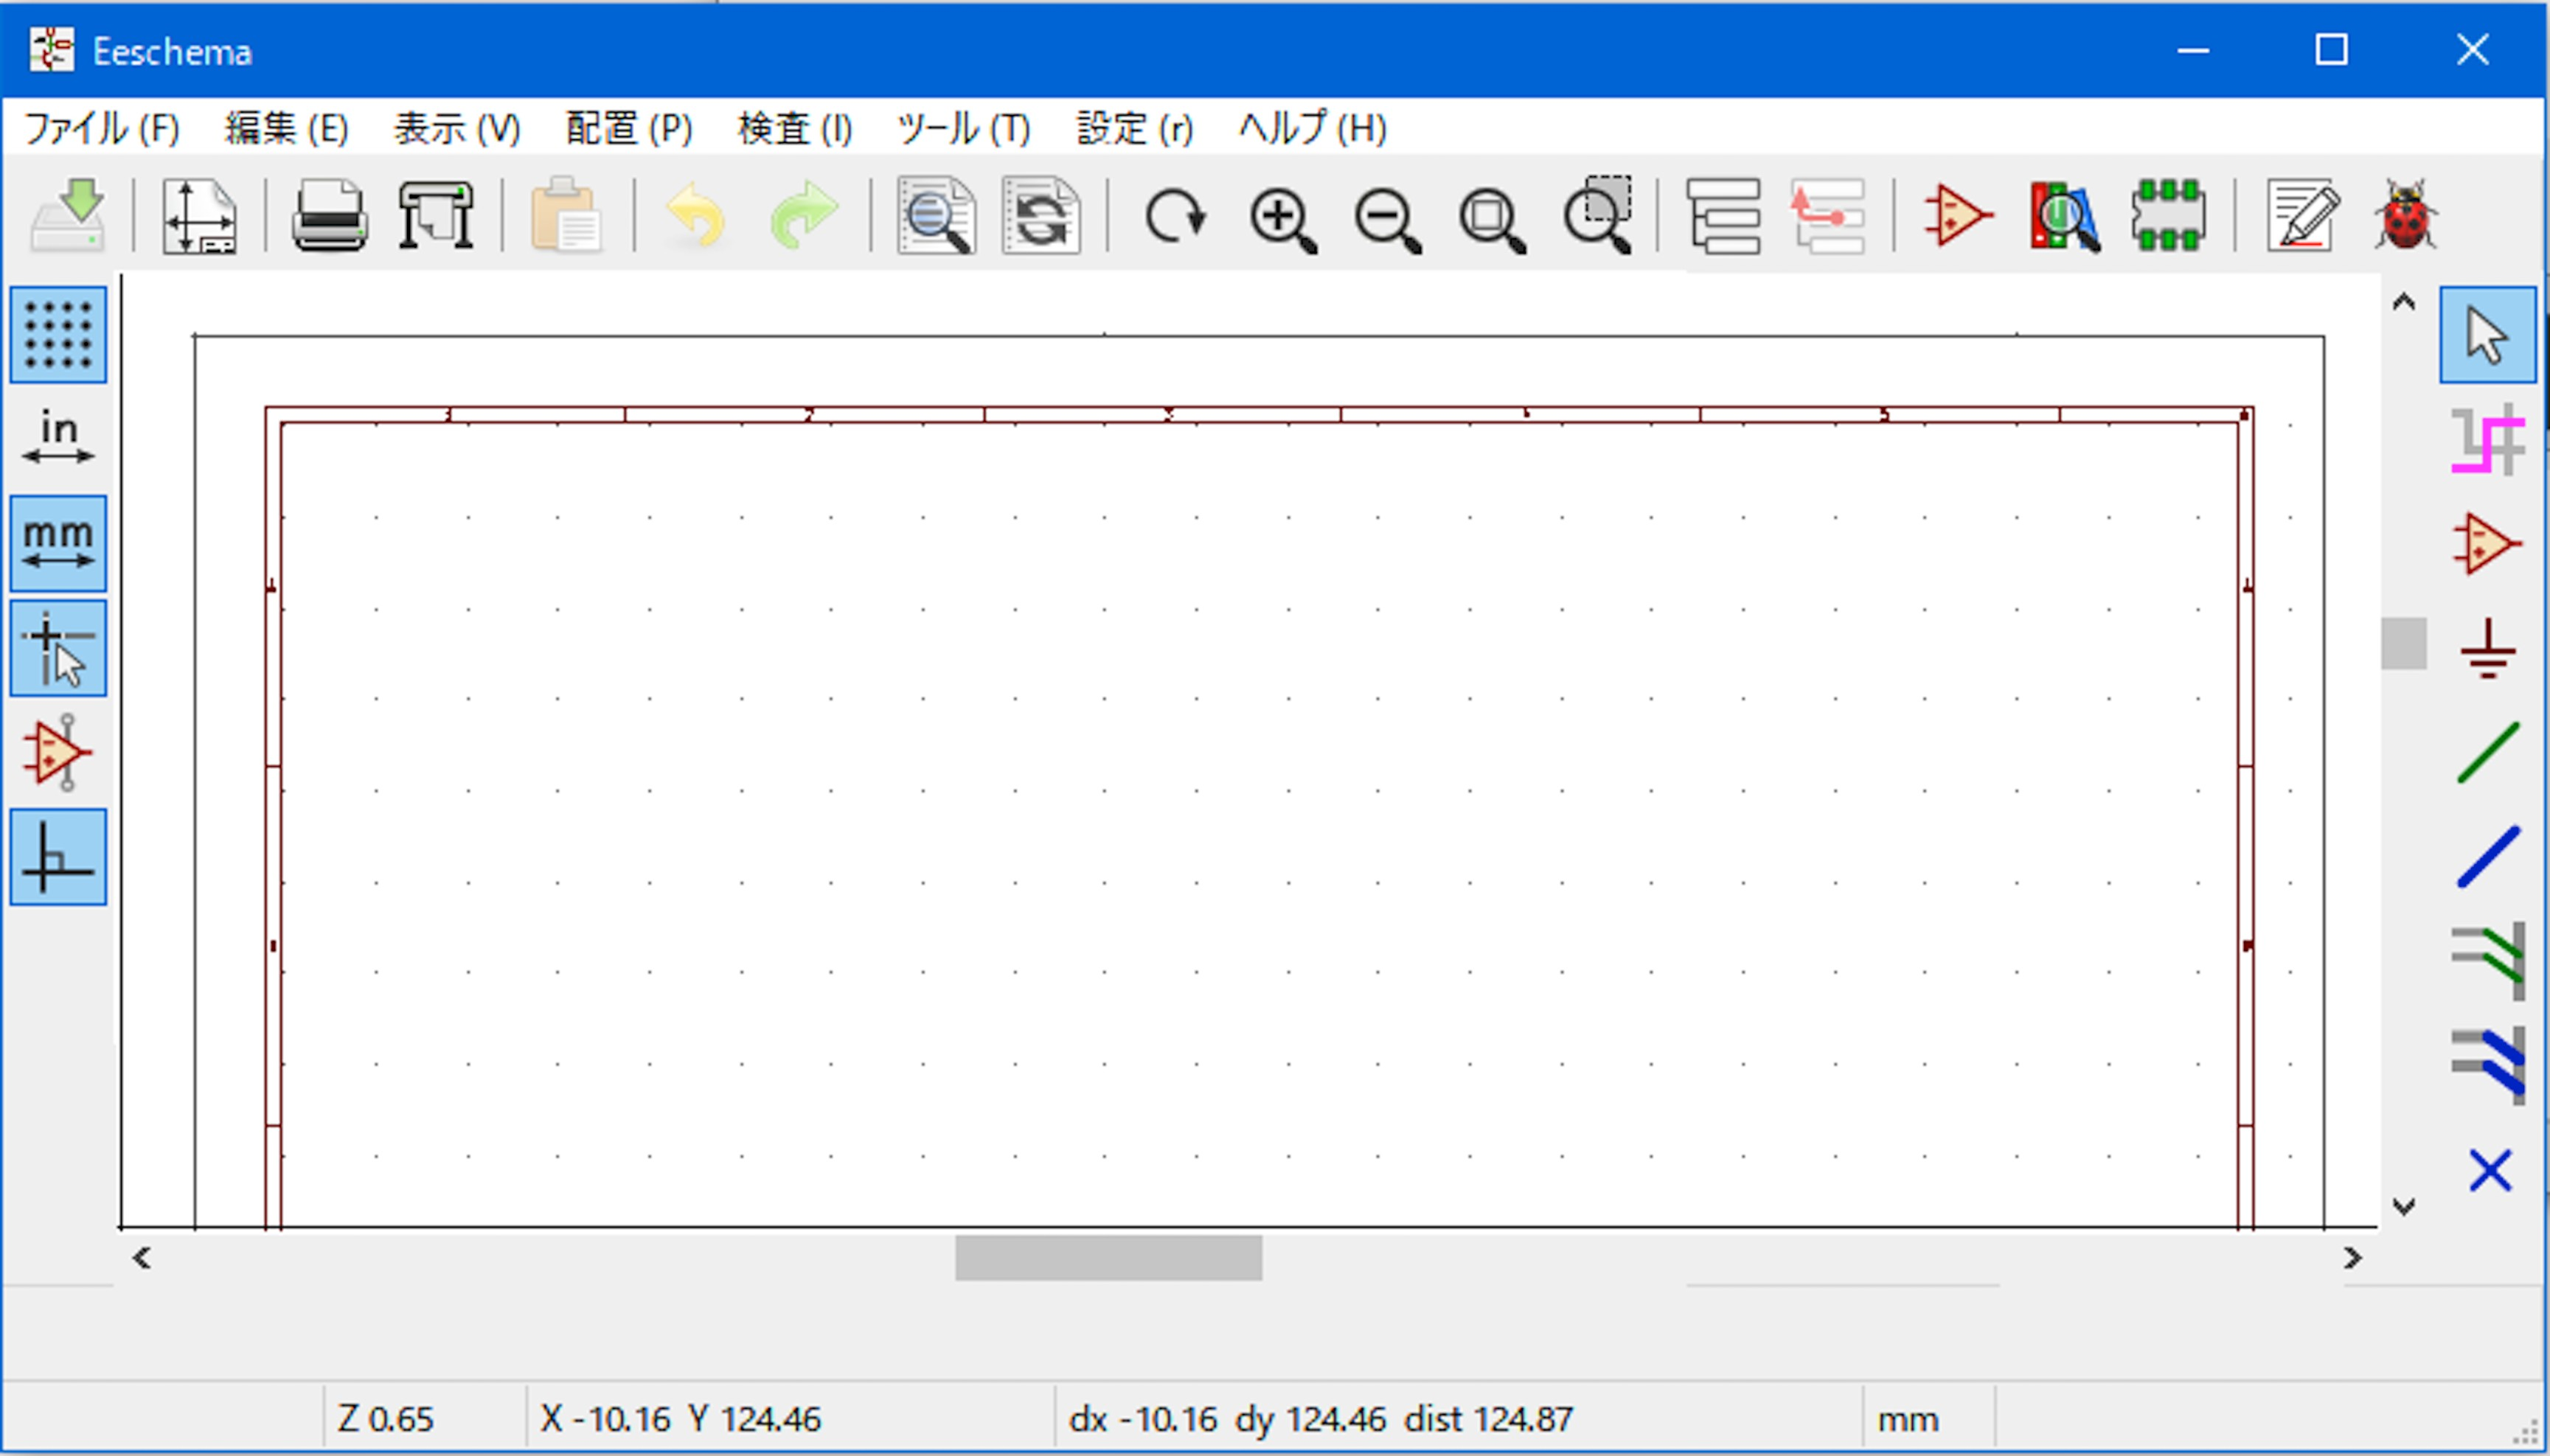 Eeschema
ファイル (F) 編集 (E) 表示 (V) 配置 (P) 検査 (I) ツール (T) 設定 (r) ヘルプ (H)
in
mm
Z 0.65 X -10.16 Y 124.46 dx -10.16 dy 124.46 dist 124.87 mm